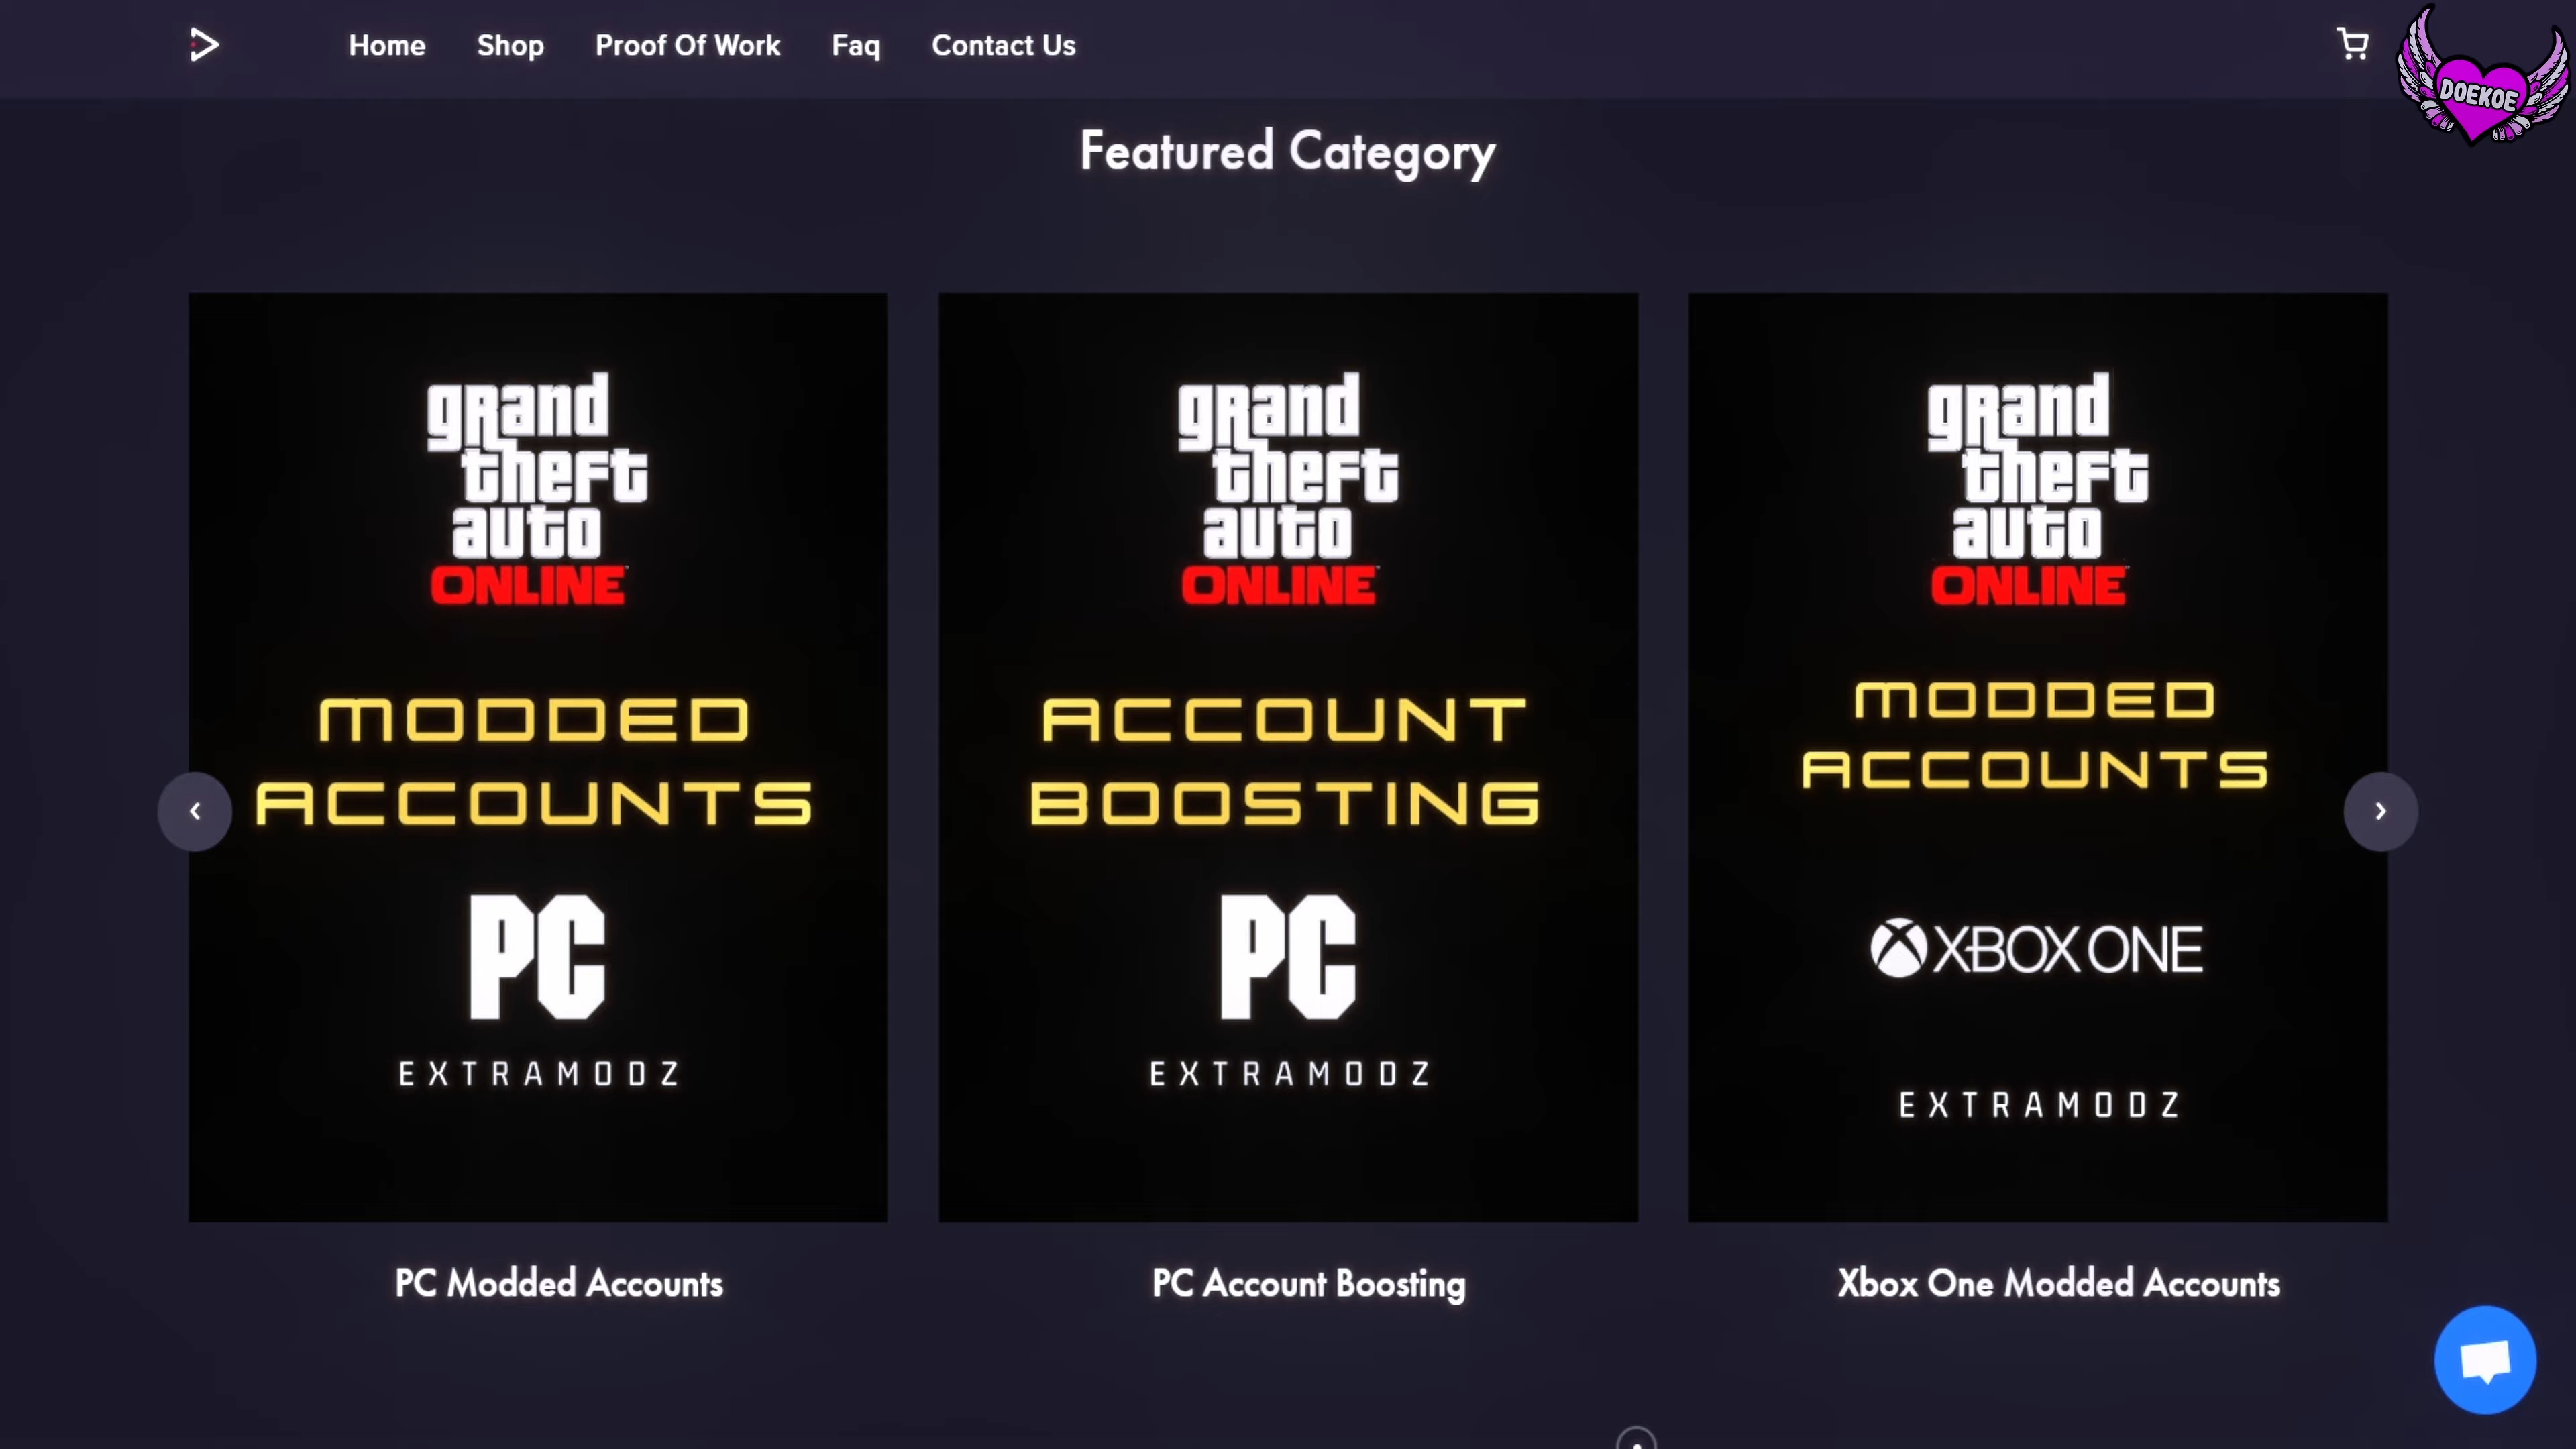 Home Shop Proof Of Work Faq Contact Us
DOEKOE
Featured Category
grand
theft
auto
ONLINE
MODDED
ACCOUNTS
PC
EXTRAMODZ
PC Modded Accounts
grand
theft
auto
ONLINE
ACCOUNT
BOOSTING
PC
EXTRAMODZ
PC Account Boosting
grand
theft
auto
ONLINE
MODDED
ACCOUNTS
XBOX ONE
EXTRAMODZ
Xbox One Modded Accounts